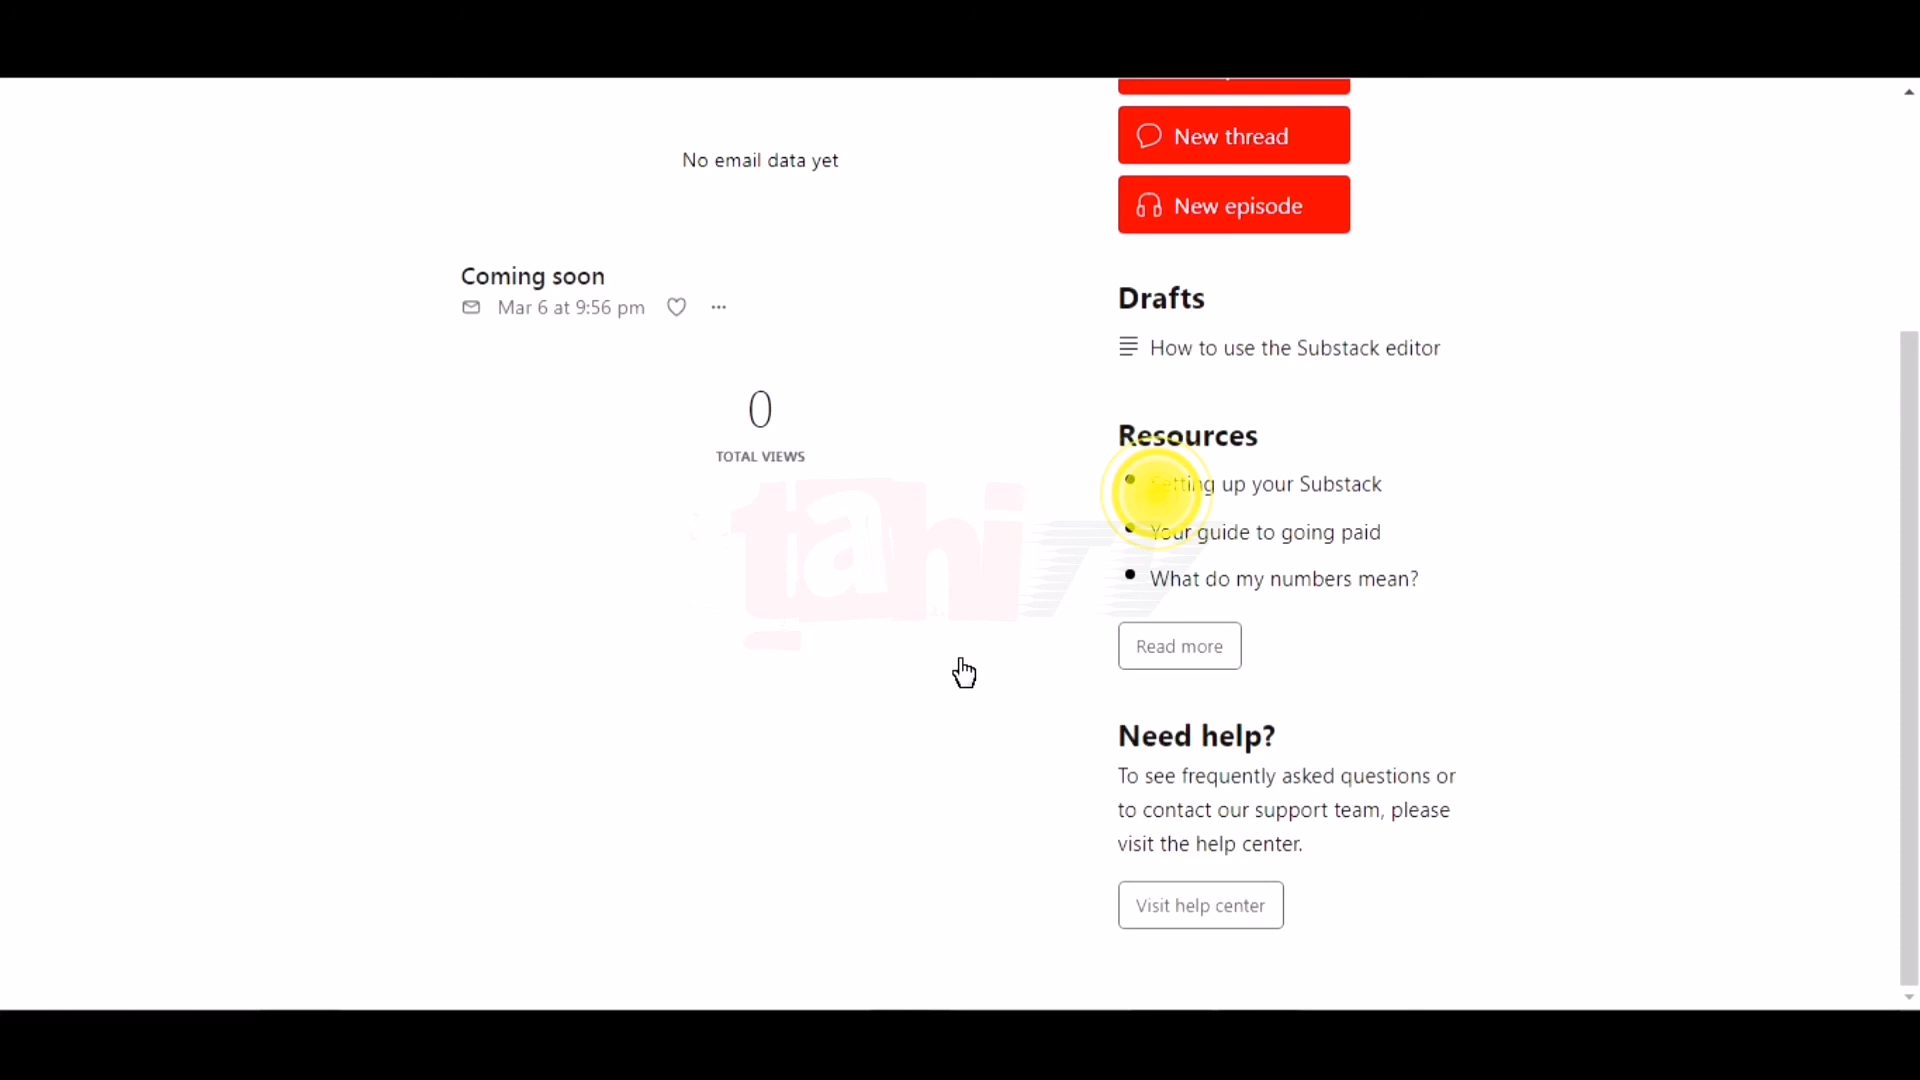 No email data yet
Coming soon
Mar 6 at 9:56 pm
0
TOTAL VIEWS
New thread
New episode
Drafts
How to use the Substack editor
Resources
Setting up your Substack
Your guide to going paid
What do my numbers mean?
Read more
Need help?
To see frequently asked questions or
to contact our support team, please
visit the help center.
Visit help center
tahiTV